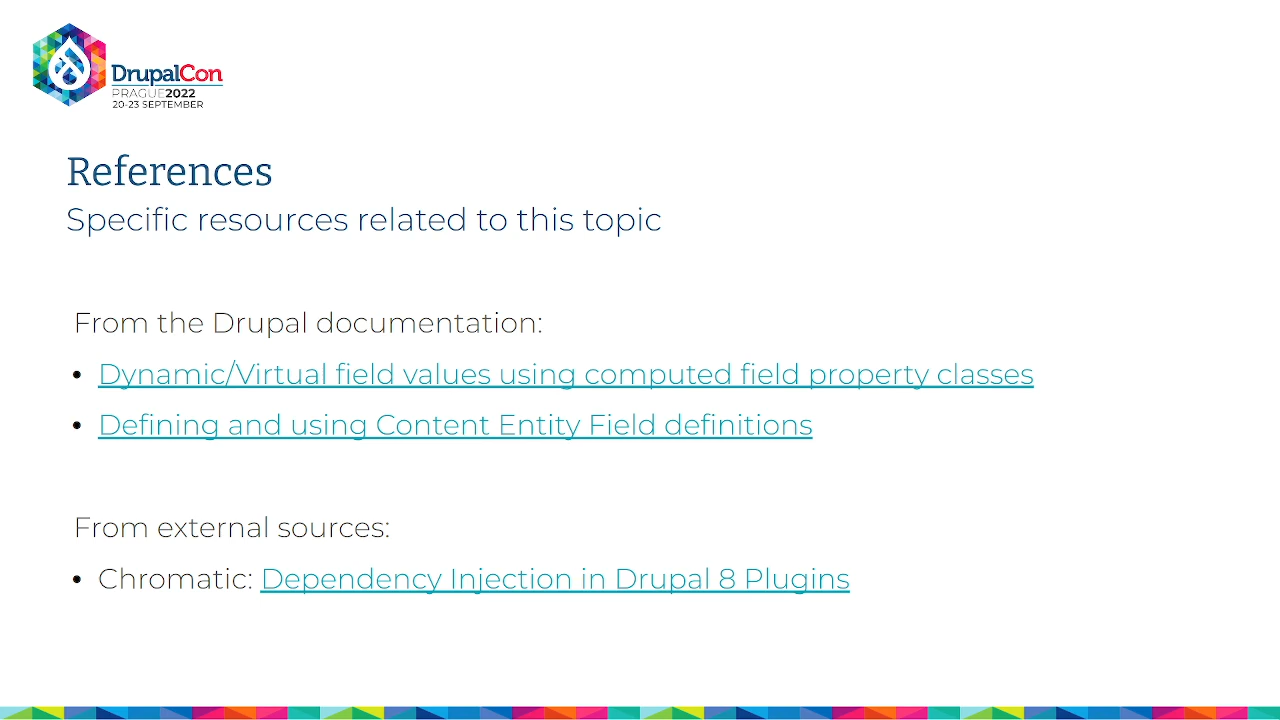 DrupalCon
PRAGUE2022
20-23 SEPTEMBER
References
Specific resources related to this topic
From the Drupal documentation:
• Dynamic/Virtual field values using computed field property classes
• Defining and using Content Entity Field definitions
From external sources:
• Chromatic: Dependency Injection in Drupal 8 Plugins